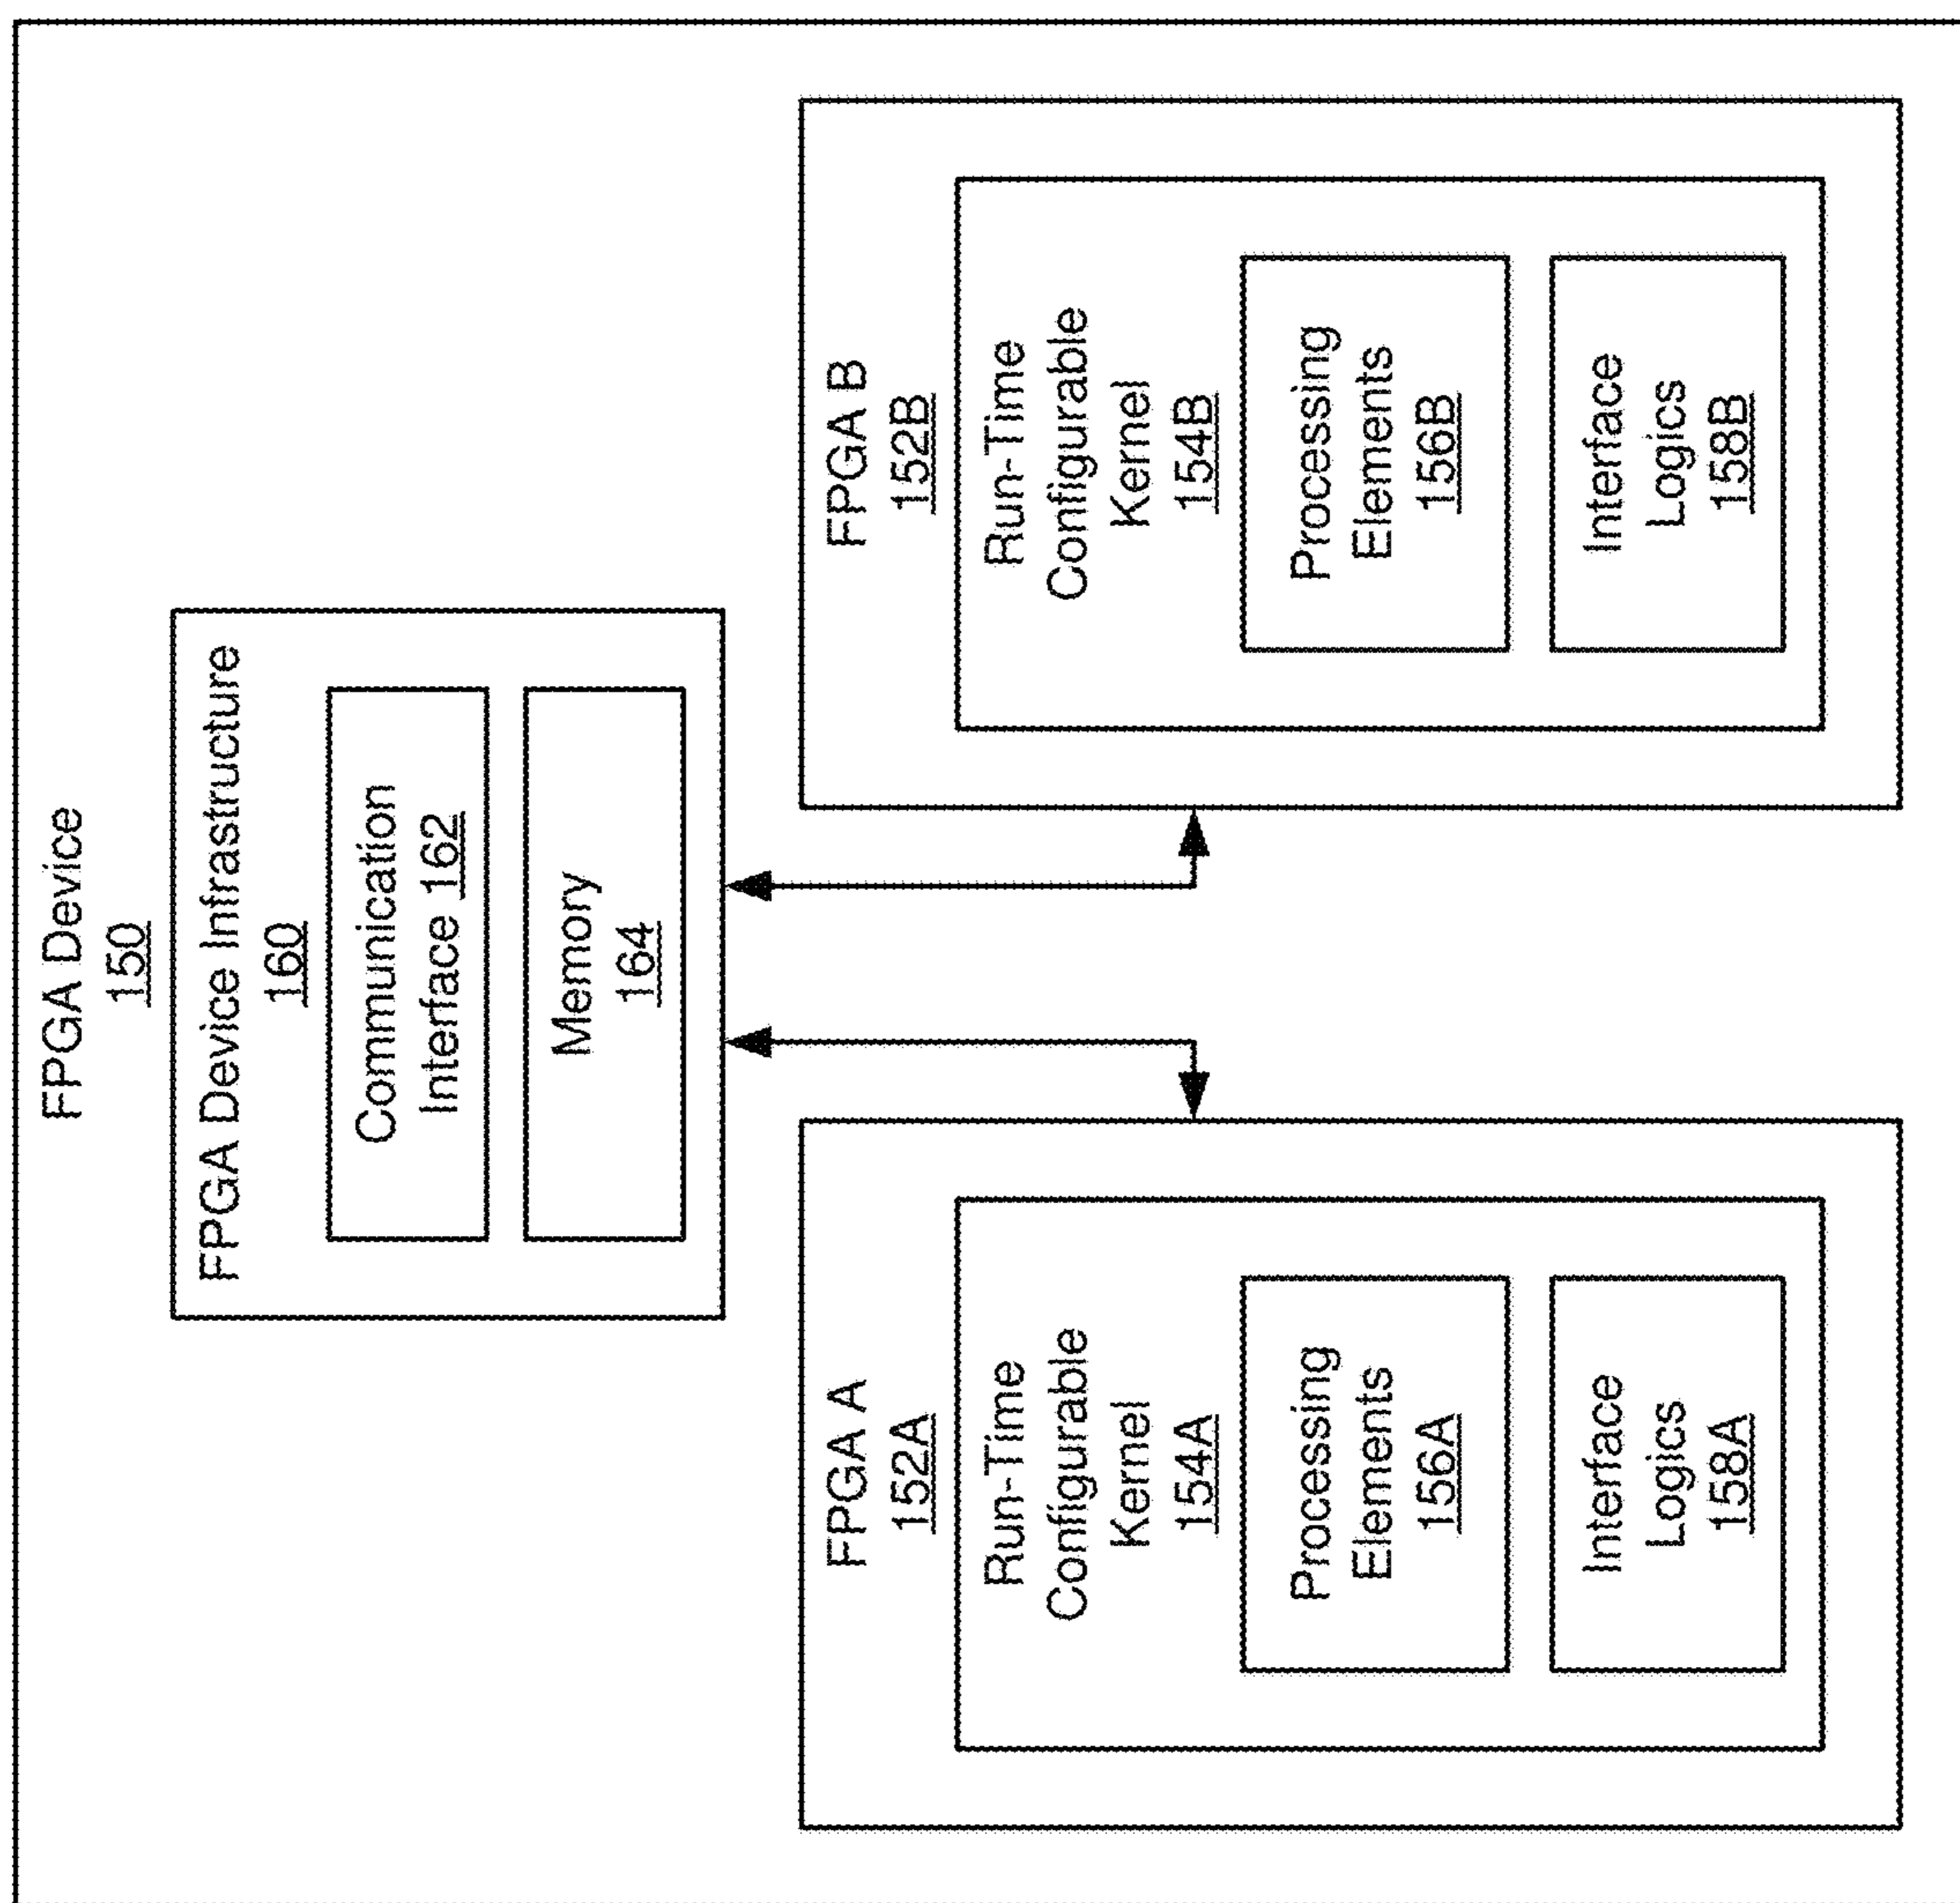 FPGA Device
150
FPGA Device Infrastructure
160
Communication
Interface 162
Memory
164
FPGA A
152A
Run-Time
Configurable
Kernel
154A
Processing
Elements
156A
Interface
Logics
158A
FPGA B
152B
Run-Time
Configurable
Kernel
154B
Processing
Elements
156B
Interface
Logics
158B